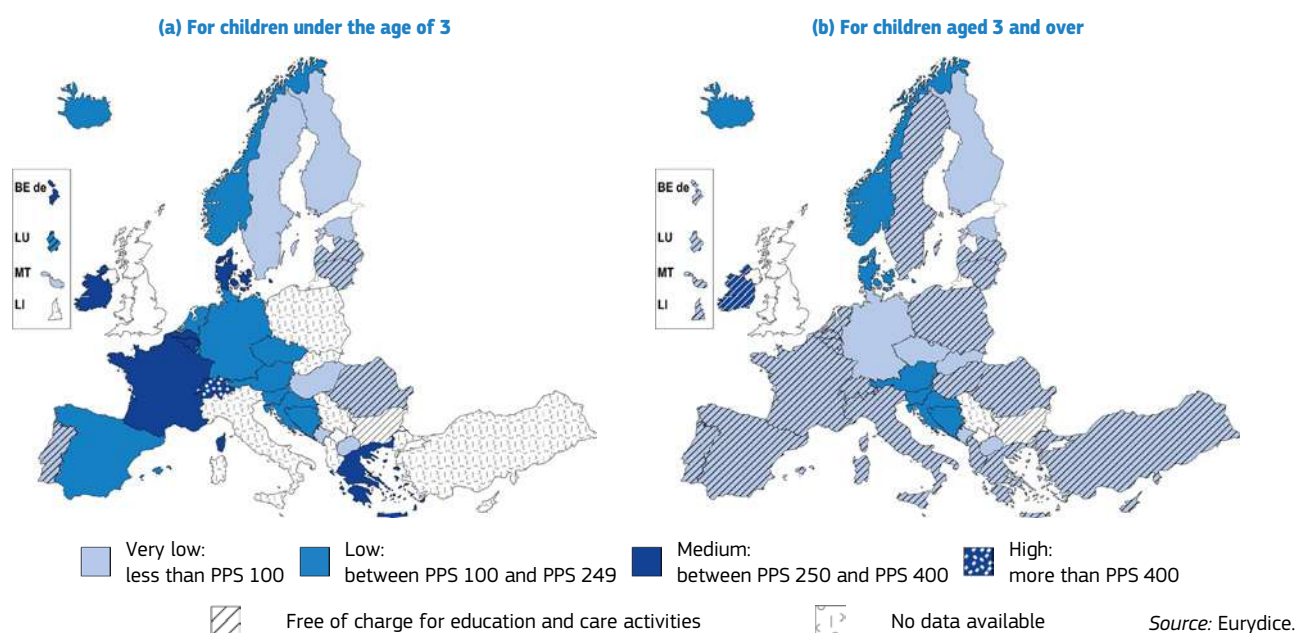 (a) For children under the age of 3
(b) For children aged 3 and over
BE de
LU
MT
LI
BE de
LU
MT
LI
Very low:
less than PPS 100
Low:
between PPS 100 and PPS 249
Medium:
between PPS 250 and PPS 400
High:
more than PPS 400
Free of charge for education and care activities
No data available
Source: Eurydice.